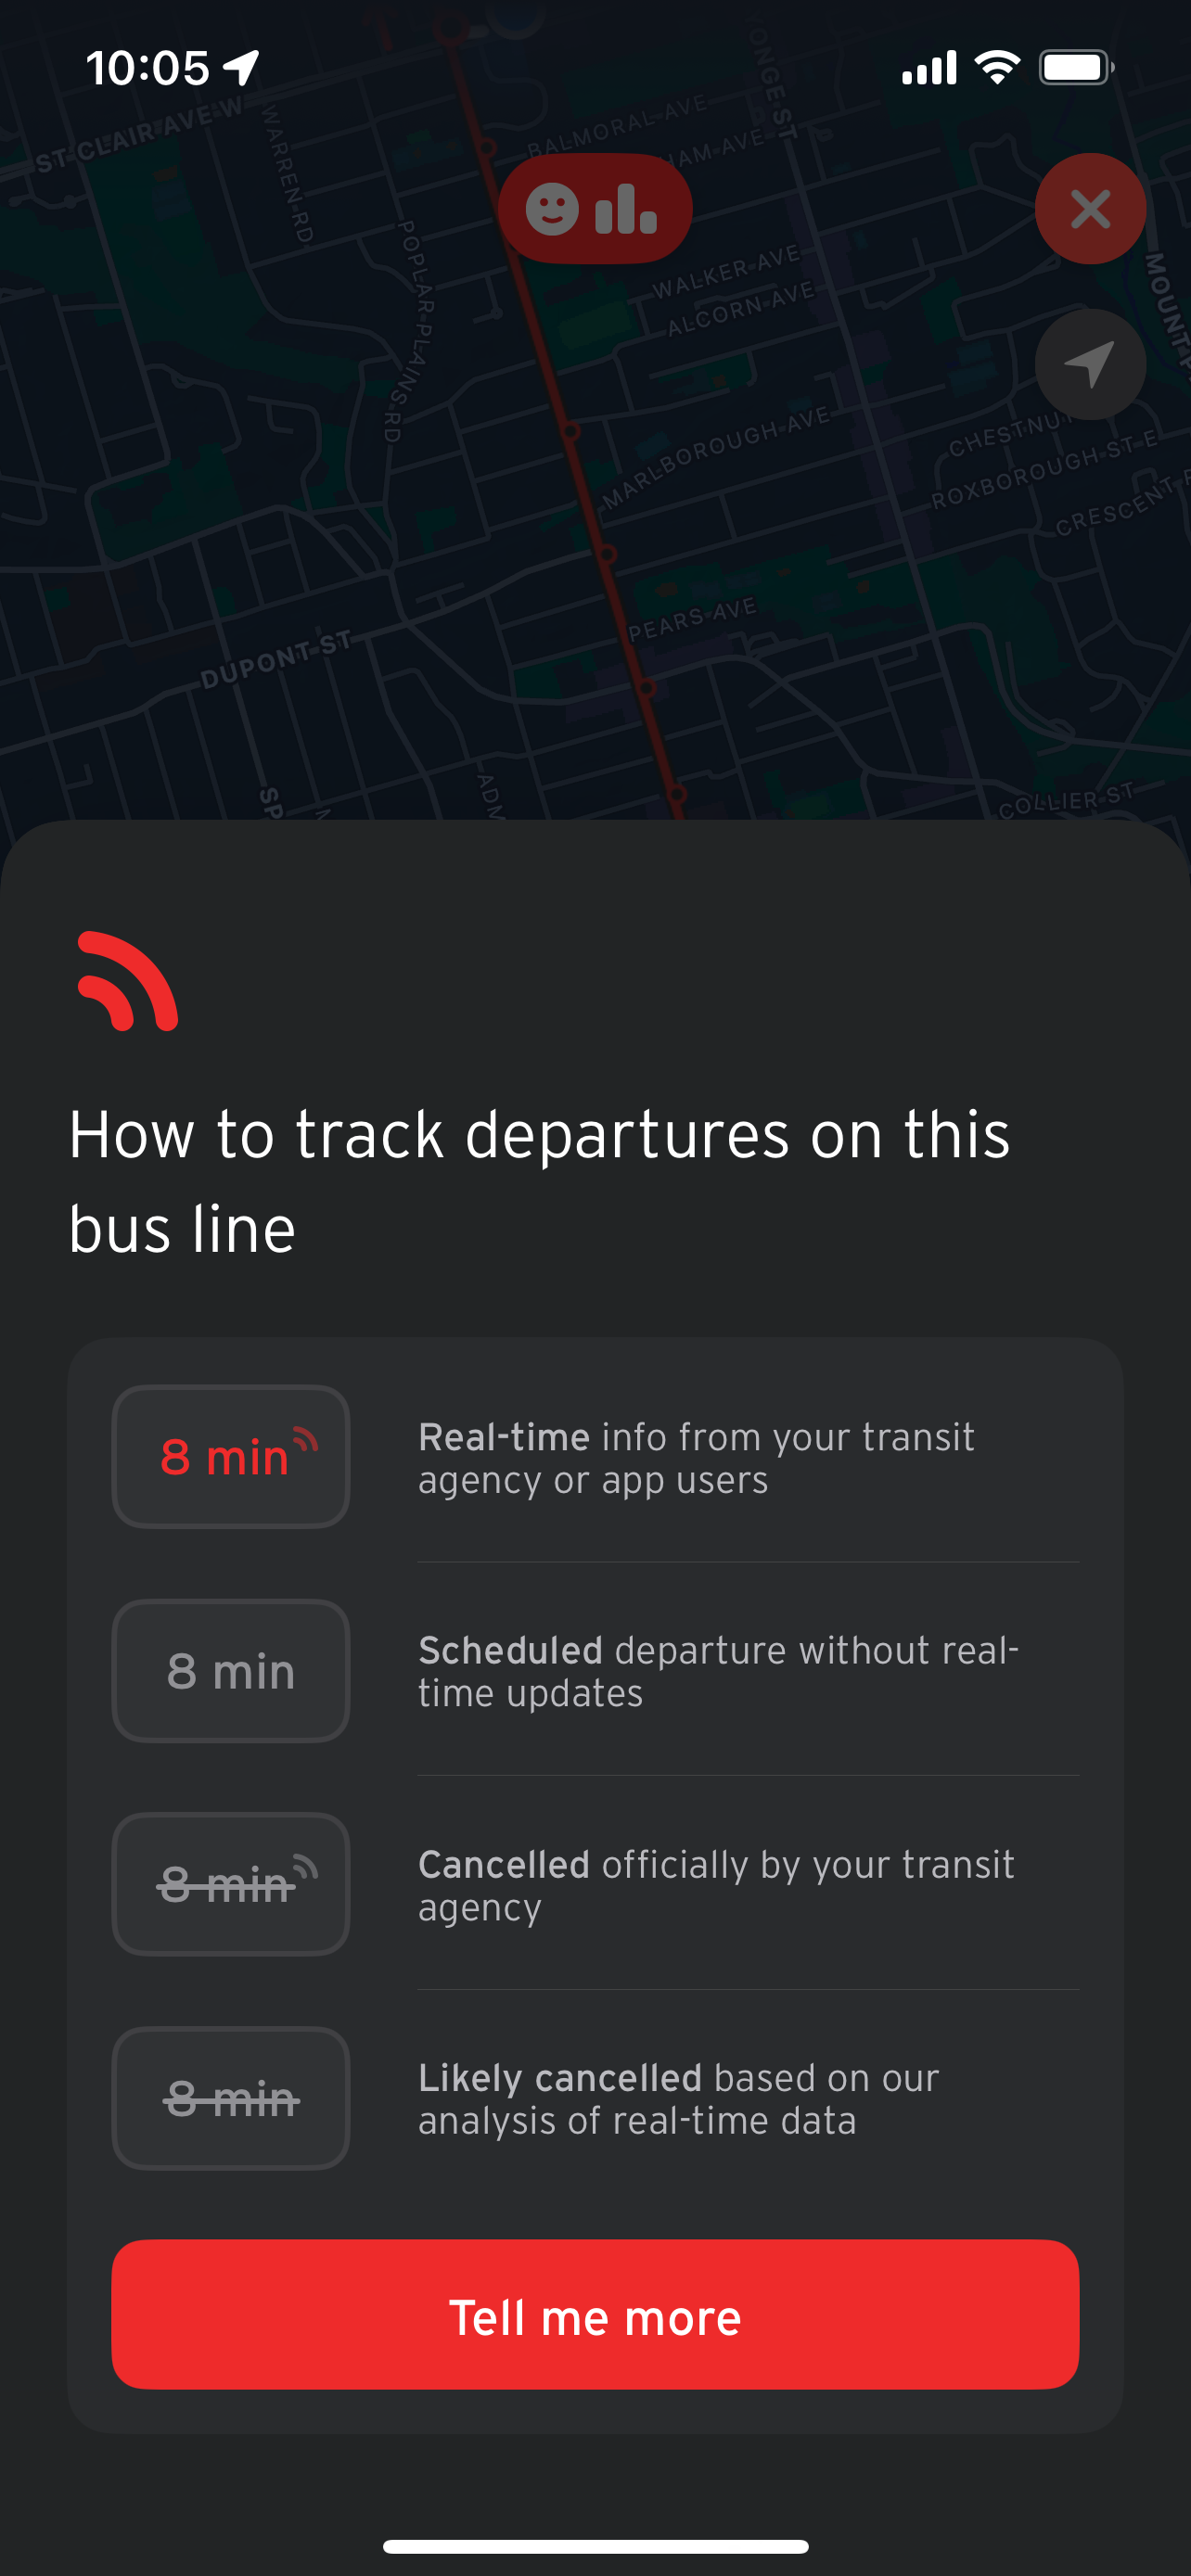 10:05
ST CLAIR AVE W
WARREN RD
BALMORAL AVE
HAM AVE
YONGE ST
POPLAR PLAINS RD
WALKER AVE
ALCORN AVE
MOUNT
MARLBOROUGH AVE
CHESTNUT
ROXBOROUGH ST E
CRESCENT
PEARS AVE
DUPONT ST
SP
ADM
COLLIER ST
How to track departures on this
bus line
8 min
Real-time info from your transit
agency or app users
8 min
Scheduled departure without real-
time updates
8 min
Cancelled officially by your transit
agency
8 min
Likely cancelled based on our
analysis of real-time data
Tell me more